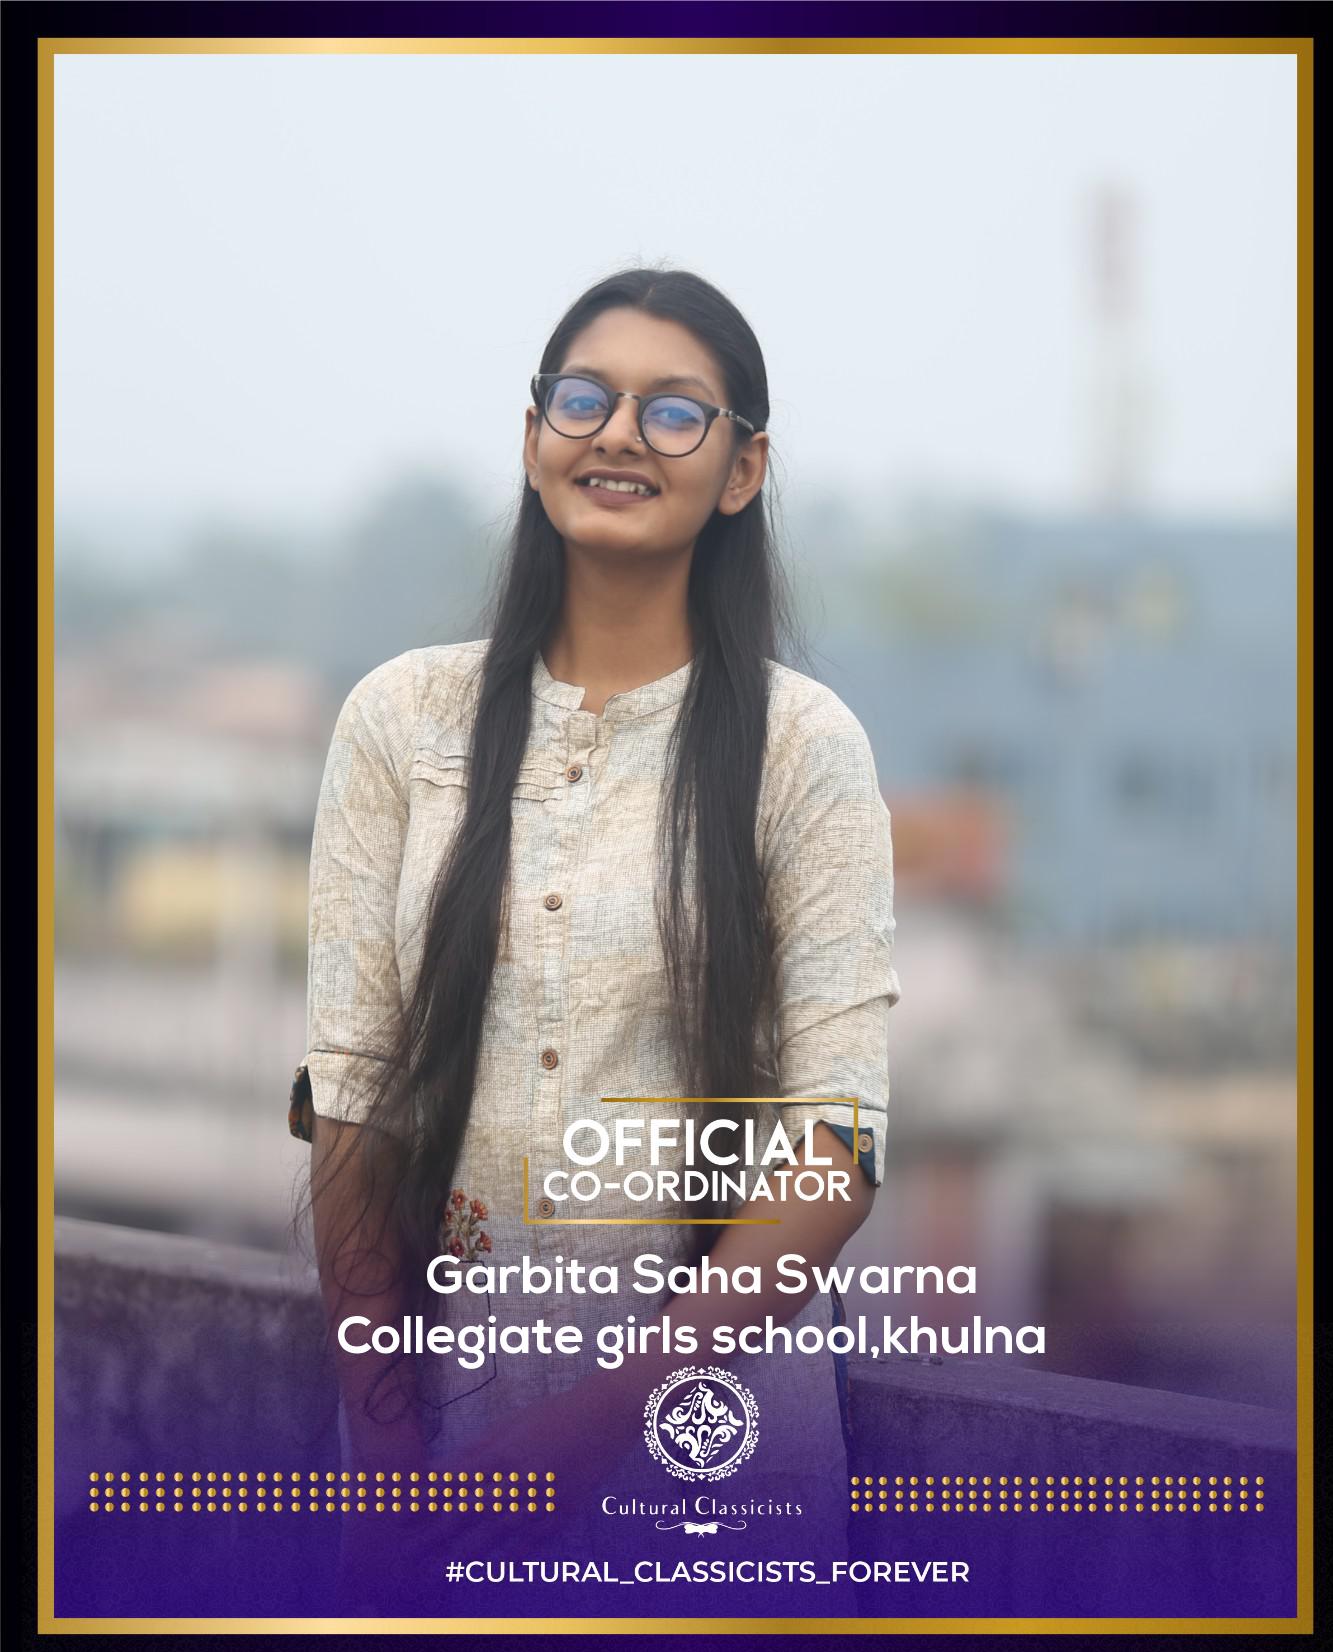 OFFICIAL
CO-ORDINATOR
Garbita Saha Swarna
Collegiate girls school,khulna
Cultural Classicists
#CULTURAL_CLASSICISTS_FOREVER